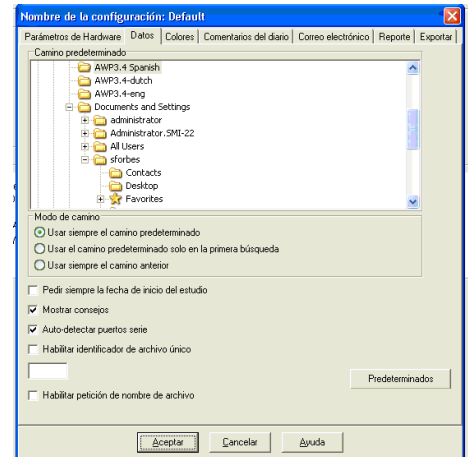 Nombre de la configuración: Default
Parámetros de Hardware Datos Colores Comentarios del diario Correo electrónico Reporte Exportar
Camino predeterminado
AWP3.4 Spanish
AWP3.4-dutch
AWP3.4-eng
Documents and Settings
administrator
Administrator.SMI-22
All Users
sforbes
Contacts
Desktop
Favorites
Modo de camino
Usar siempre el camino predeterminado
Usar el camino predeterminado solo en la primera búsqueda
Usar siempre el camino anterior
Pedir siempre la fecha de inicio del estudio
Mostrar consejos
Auto-detectar puertos serie
Habilitar identificador de archivo único
Predeterminados
Habilitar petición de nombre de archivo
Aceptar Cancelar Ayuda